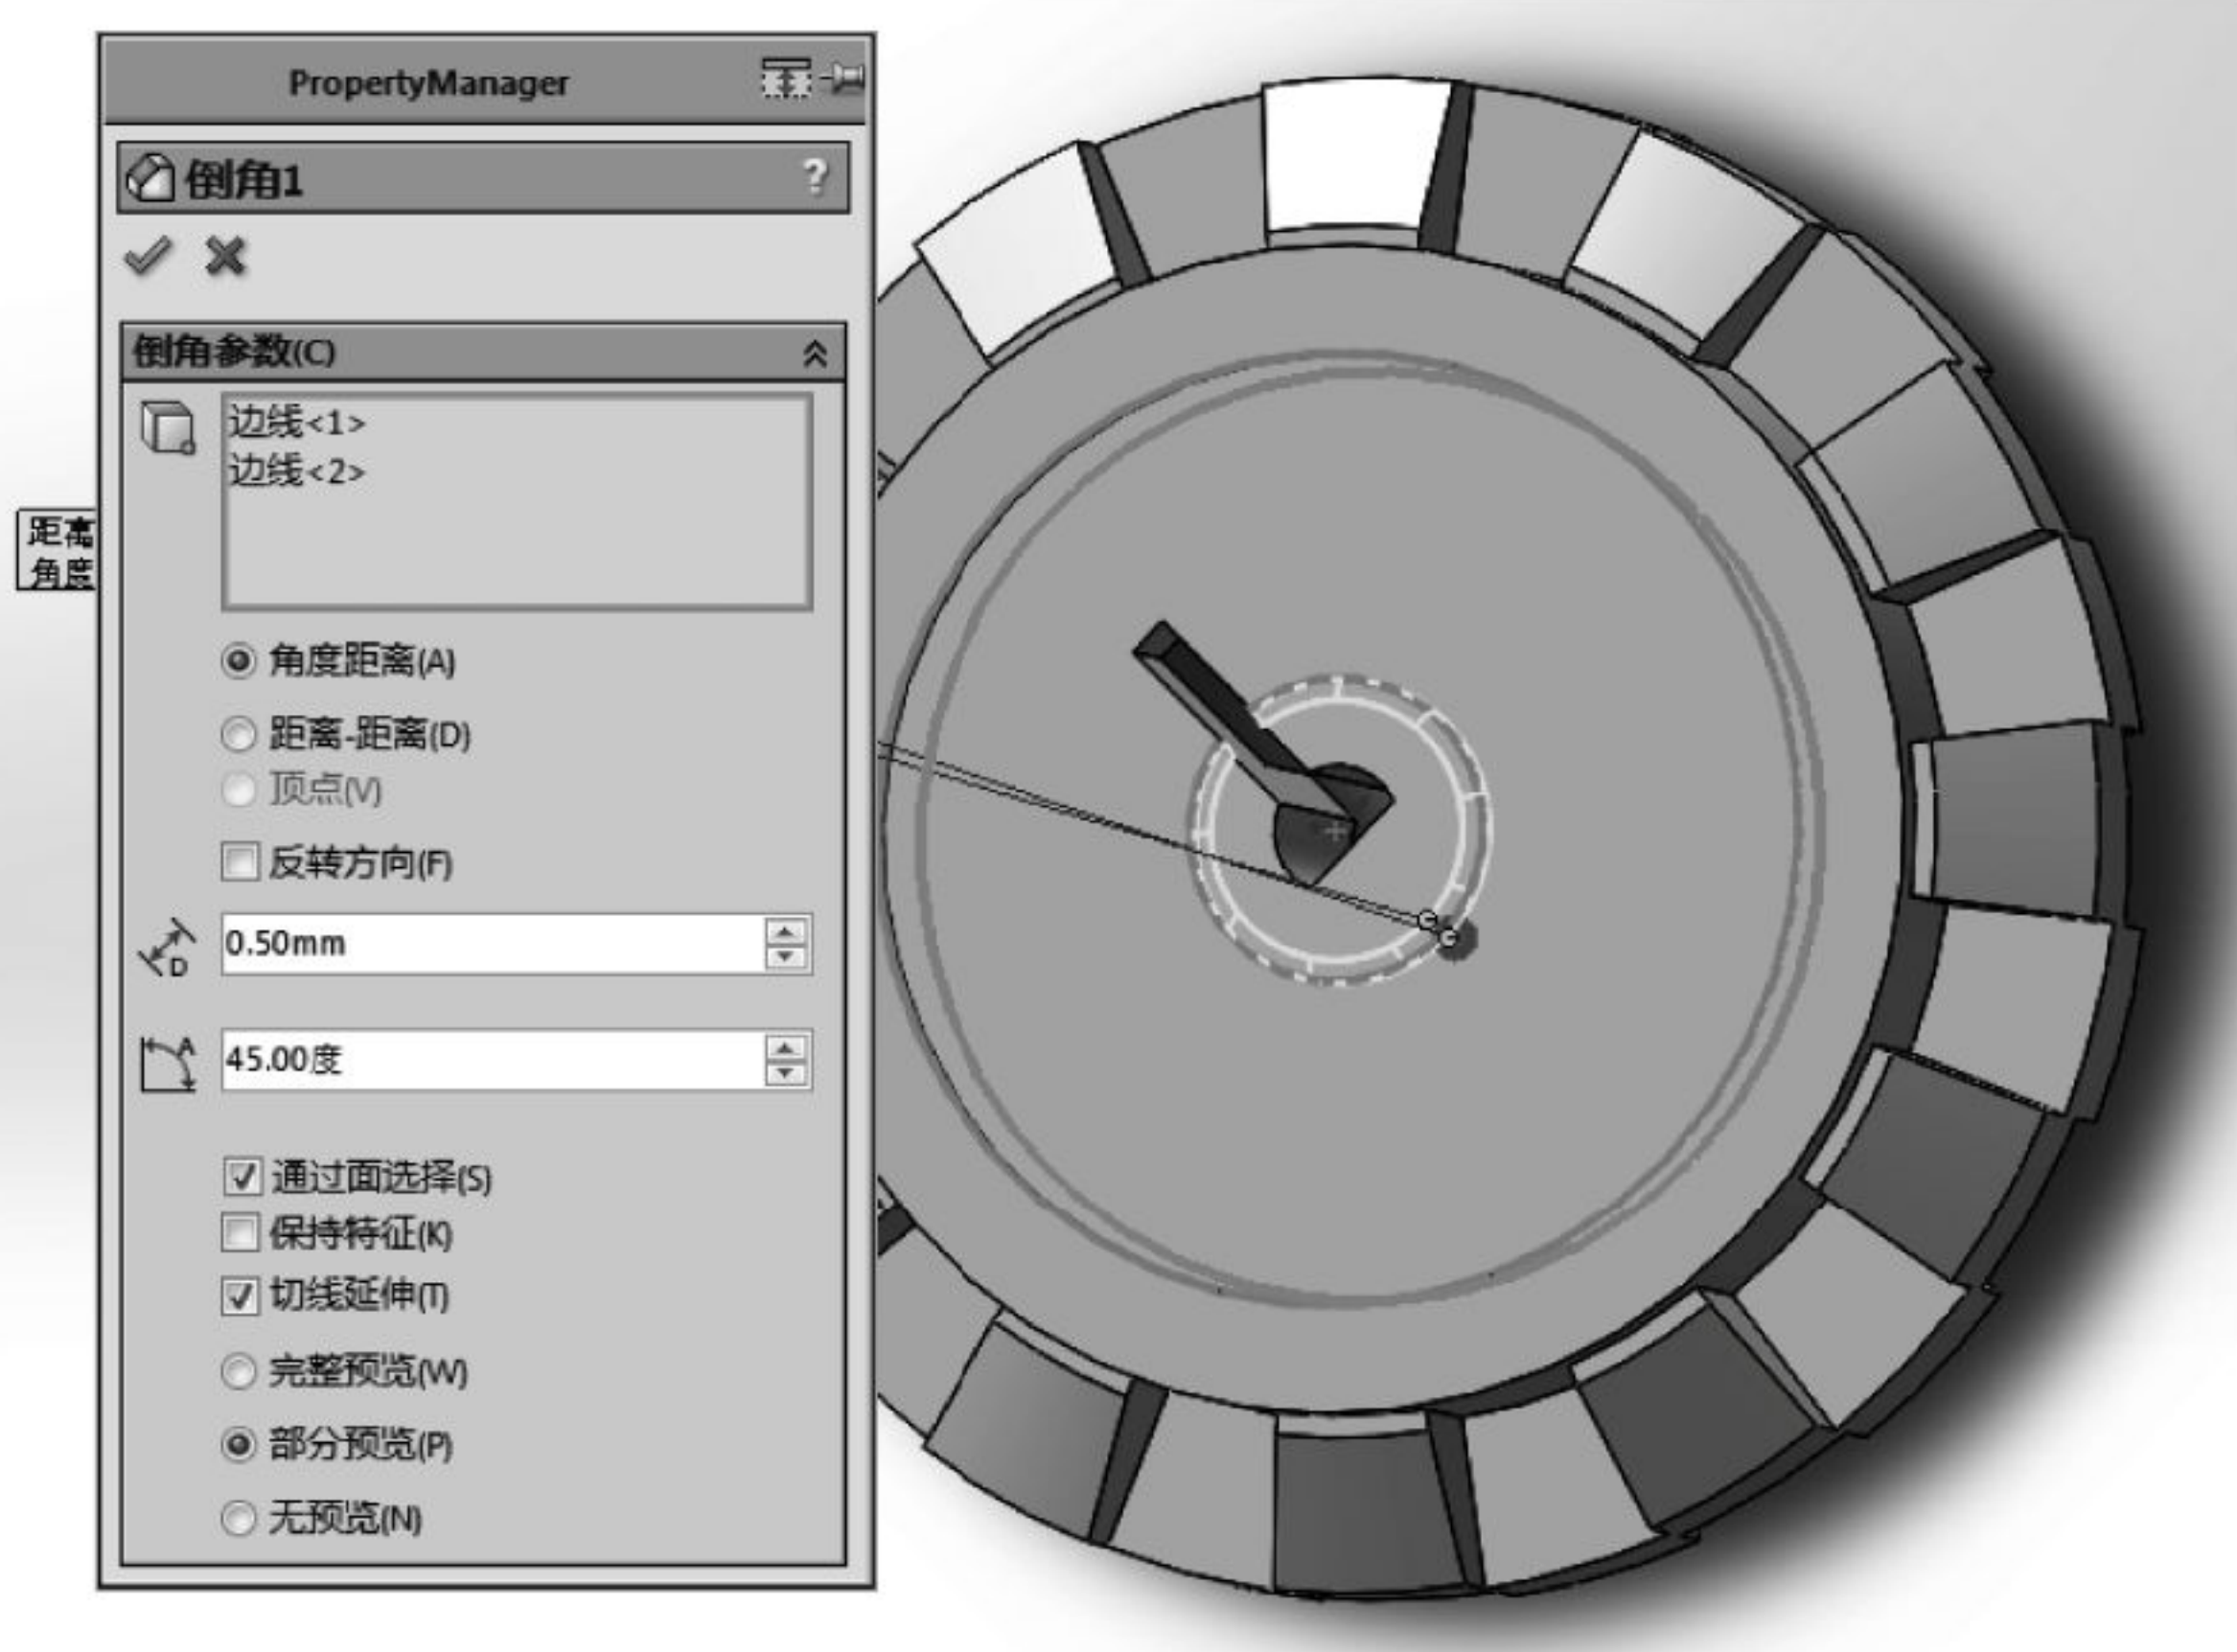 PropertyManager
倒角1
?
倒角参数(C)
边线<1>
边线<2>
距离
角度
角度距离(A)
距离-距离(D)
顶点(V)
反转方向(F)
D
0.50mm
A
45.00度
通过面选择(S)
保持特征(K)
切线延伸(T)
完整预览(W)
部分预览(P)
无预览(N)